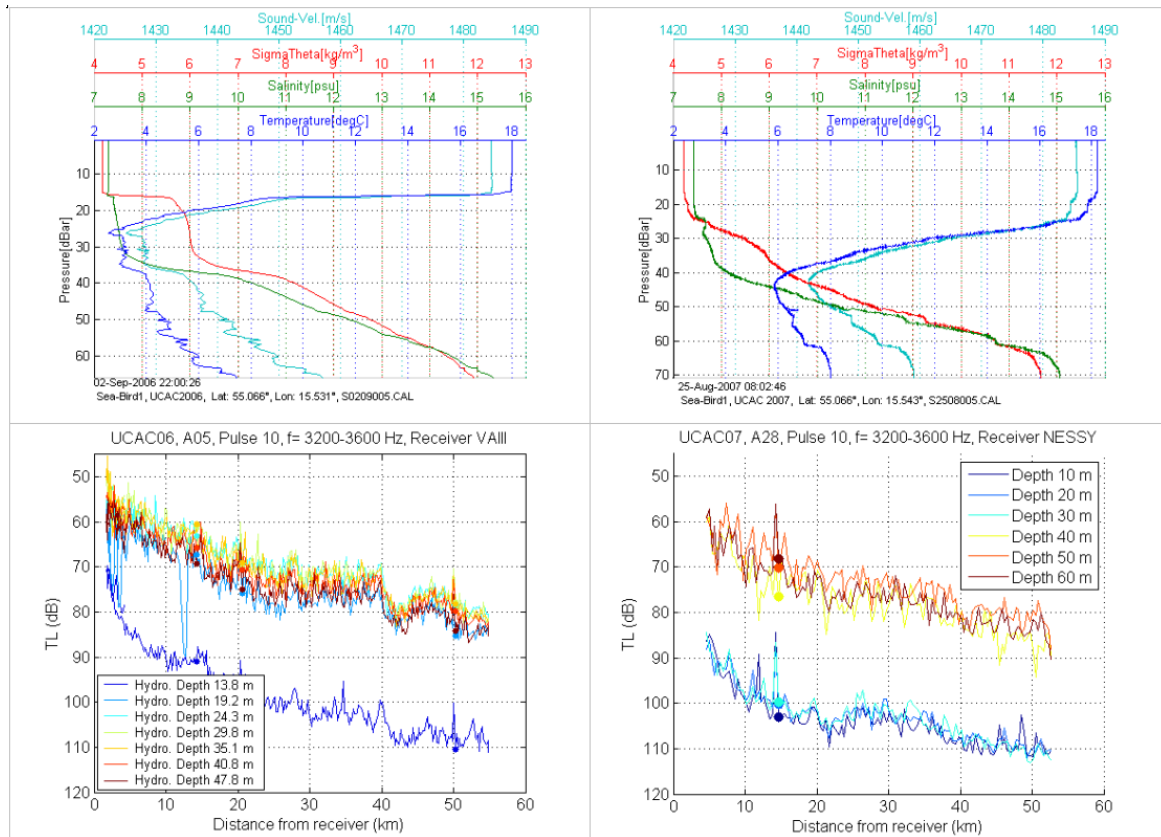 Sound-Vel.[m/s]
1420 1430 1440 1450 1460 1470 1480 1490
SigmaTheta[kg/m³]
4 5 6 7 8 9 10 11 12 13
Salinity[psu]
7 8 9 10 11 12 13 14 15 16
Temperature[degC]
2 4 6 8 10 12 14 16 18
Pressure[dBar]
10
20
30
40
50
60
02-Sep-2006 22:00:26
Sea-Bird1, UCAC2006, Lat: 55.066°, Lon: 15.531°, S0209005.CAL
Sound-Vel.[m/s]
1420 1430 1440 1450 1460 1470 1480 1490
SigmaTheta[kg/m³]
4 5 6 7 8 9 10 11 12 13
Salinity[psu]
7 8 9 10 11 12 13 14 15 16
Temperature[degC]
2 4 6 8 10 12 14 16 18
Pressure[dBar]
10
20
30
40
50
60
70
25-Aug-2007 08:02:46
Sea-Bird1, UCAC 2007, Lat: 55.066°, Lon: 15.543°, S2508005.CAL
UCAC06, A05, Pulse 10, f= 3200-3600 Hz, Receiver VAIII
TL (dB)
50
60
70
80
90
100
110
120
Hydro. Depth 13.8 m
Hydro. Depth 19.2 m
Hydro. Depth 24.3 m
Hydro. Depth 29.8 m
Hydro. Depth 35.1 m
Hydro. Depth 40.8 m
Hydro. Depth 47.8 m
0 10 20 30 40 50 60
Distance from receiver (km)
UCAC07, A28, Pulse 10, f= 3200-3600 Hz, Receiver NESSY
TL (dB)
50
60
70
80
90
100
110
120
Depth 10 m
Depth 20 m
Depth 30 m
Depth 40 m
Depth 50 m
Depth 60 m
0 10 20 30 40 50 60
Distance from receiver (km)